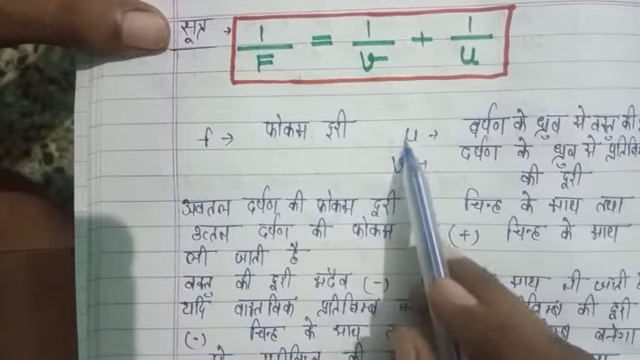 सूत्र → 1/F = 1/v + 1/u
f → फोकस दूरी u → दर्पण के ध्रुव से वस्तु की
v → दर्पण के ध्रुव से
की दूरी
अवतल दर्पण की फोकस दूरी चिन्ह के साथ तथा
उत्तल दर्पण की फोकस (+) चिन्ह के साथ
ली जाती है
वस्तु की दूरी सदैव (-) साथ ली जाती
यदि वास्तविक प्रतिबिम्ब की दूरी
(-) चिन्ह के साथ बनेगा